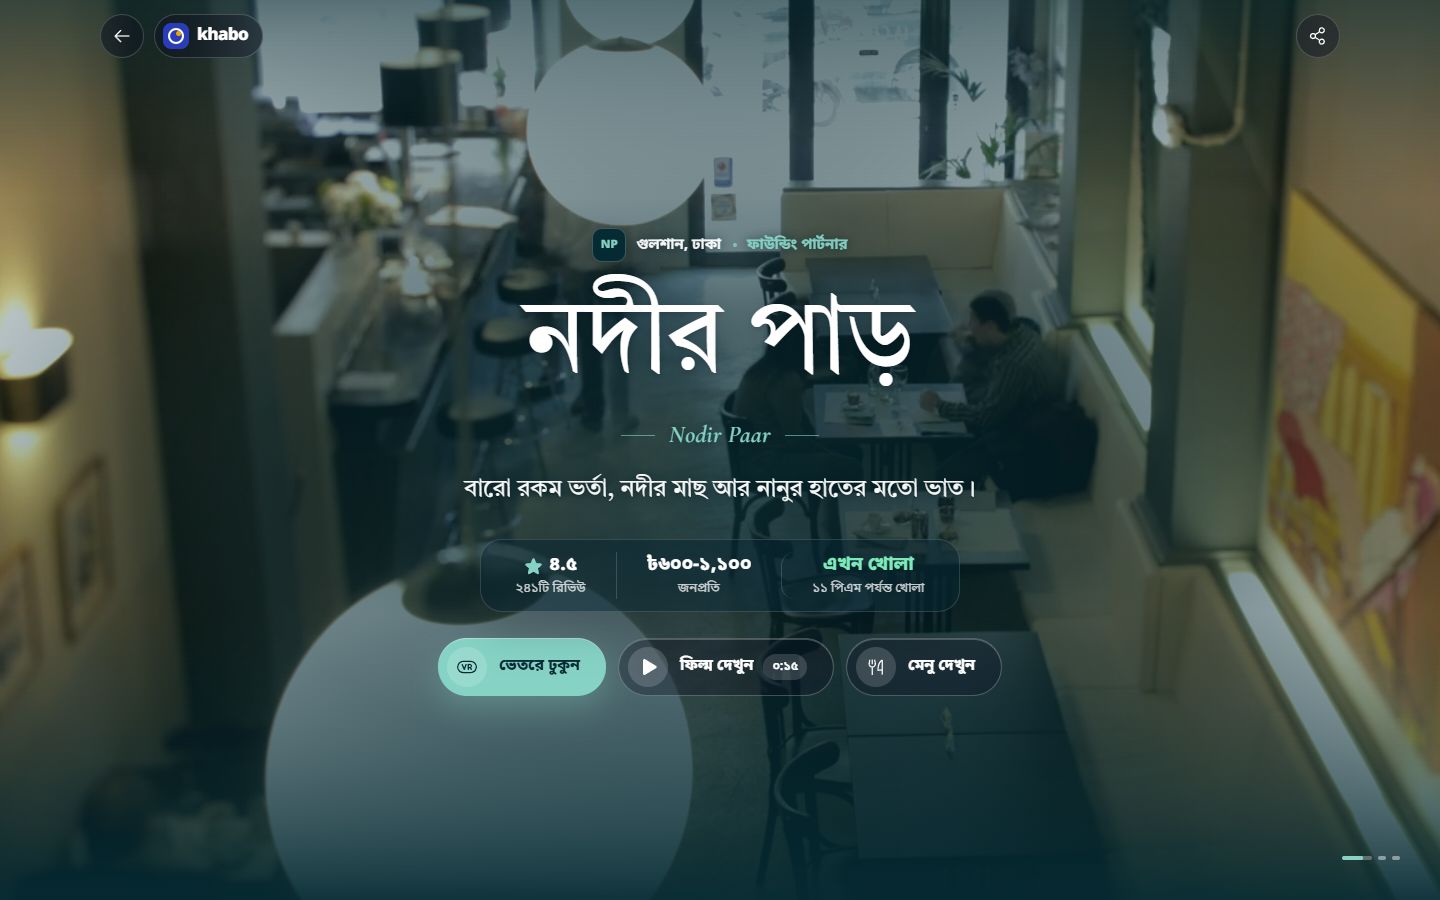 khabo
NP গুলশান, ঢাকা • ফাউন্ডিং পার্টনার
নদীর পাড়
Nodir Paar
বারো রকম ভর্তা, নদীর মাছ আর নানুর হাতের মতো ভাত।
★ ৪.৫
২৪১টি রিভিউ
৳৬০০-১,১০০
জনপ্রতি
এখন খোলা
১১ পিএম পর্যন্ত খোলা
VR ভেতরে ঢুকুন
ফিল্ম দেখুন ০:১৫
মেনু দেখুন